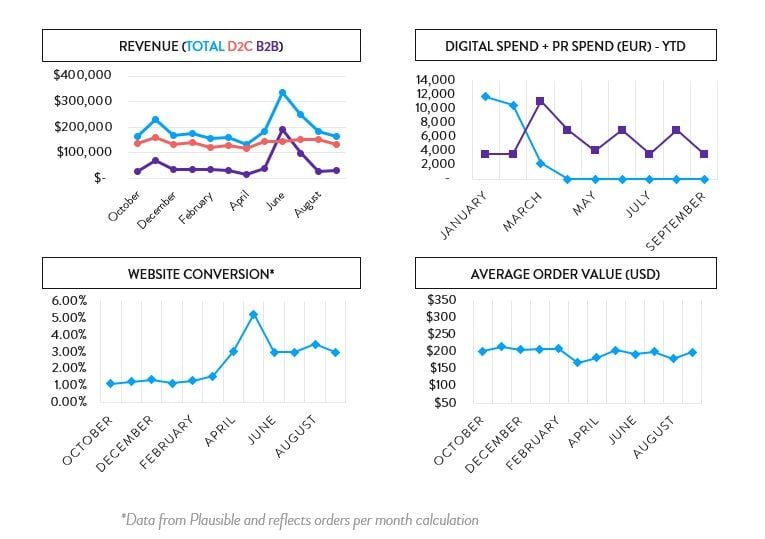 REVENUE (TOTAL D2C B2B)
$400,000
$300,000
$200,000
$100,000
$-
October
December
February
April
June
August
DIGITAL SPEND + PR SPEND (EUR) - YTD
14,000
12,000
10,000
8,000
6,000
4,000
2,000
-
JANUARY
MARCH
MAY
JULY
SEPTEMBER
WEBSITE CONVERSION*
6.00%
5.00%
4.00%
3.00%
2.00%
1.00%
0.00%
OCTOBER
DECEMBER
FEBRUARY
APRIL
JUNE
AUGUST
AVERAGE ORDER VALUE (USD)
$350
$300
$250
$200
$150
$100
$50
OCTOBER
DECEMBER
FEBRUARY
APRIL
JUNE
AUGUST
*Data from Plausible and reflects orders per month calculation